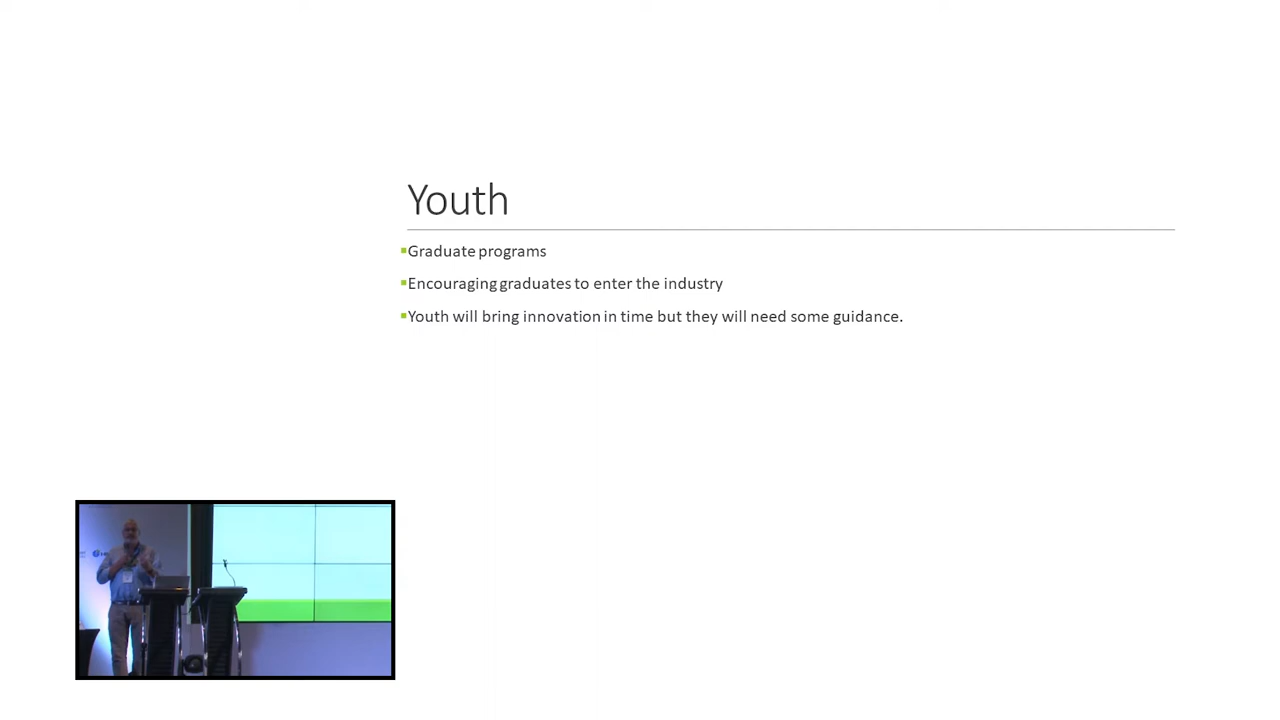 Youth
Graduate programs
Encouraging graduates to enter the industry
Youth will bring innovation in time but they will need some guidance.